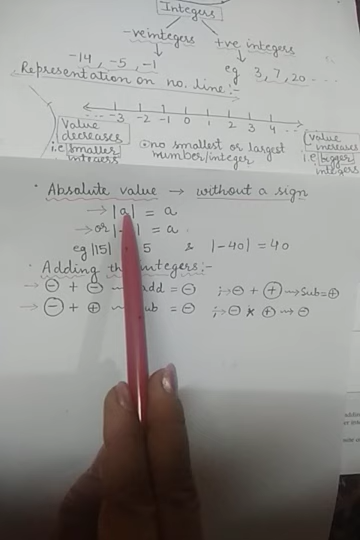 Integers
-ve integers +ve integers
-14, -5, -1 eg 3, 7, 20 ---
Representation on no. line:-
... -3 -2 -1 0 1 2 3 4 ...
Value decreases i.e smaller integers
no smallest or largest number/integer
value increases i.e bigger integers
• Absolute value → without a sign
→ |a| = a
→ or | | = a
eg |15| 5 & |-40| = 40
• Adding the integers:-
→ ⊖ + ⊖ add = ⊖ ; → ⊖ + ⊕ → Sub = ⊕
→ ⊖ + ⊕ sub = ⊖ ; → ⊖ × ⊕ → ⊖